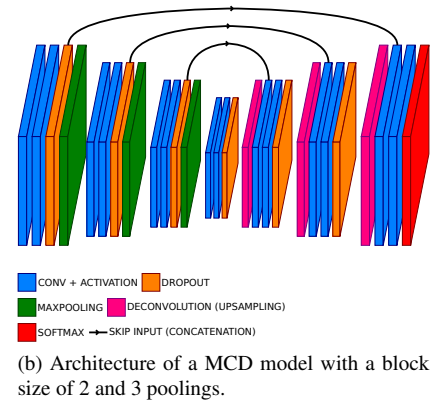 CONV + ACTIVATION DROPOUT
MAXPOOLING DECONVOLUTION (UPSAMPLING)
SOFTMAX SKIP INPUT (CONCATENATION)
(b) Architecture of a MCD model with a block
size of 2 and 3 poolings.